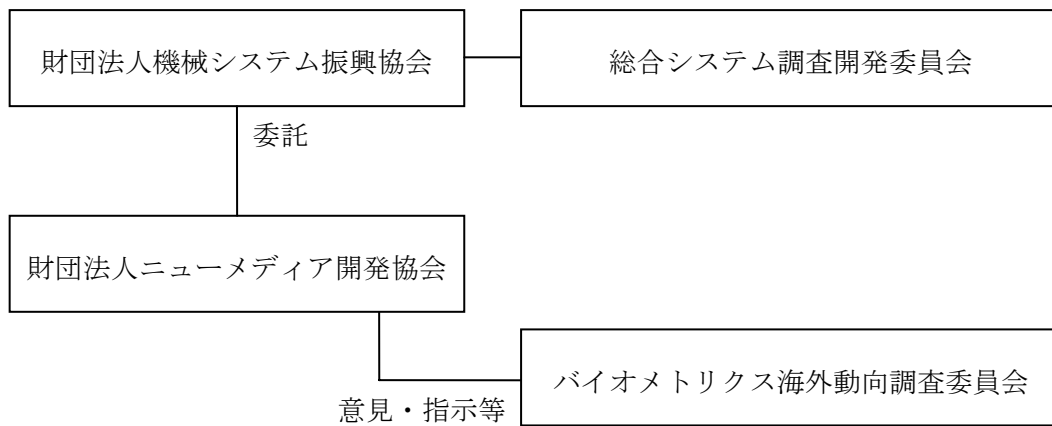 財団法人機械システム振興協会
総合システム調査開発委員会
委託
財団法人ニューメディア開発協会
バイオメトリクス海外動向調査委員会
意見・指示等